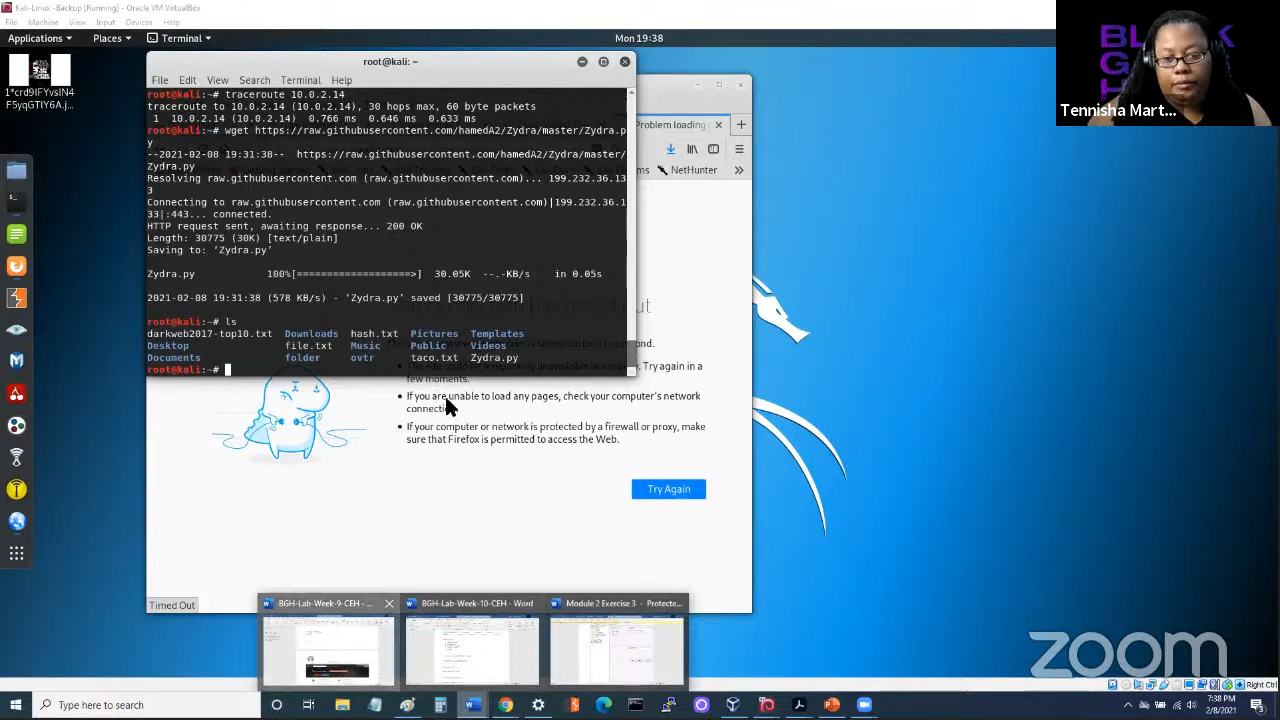 Kali-Linux -Backup [Running] - Oracle VM VirtualBox
File Machine View Input Devices Help
Applications Places Terminal Mon 19:38
1*crd9IFYvsIN4
F5yqGTIY6A.j...
root@kali: ~
File Edit View Search Terminal Help
root@kali:~# traceroute 10.0.2.14
traceroute to 10.0.2.14 (10.0.2.14), 30 hops max, 60 byte packets
1 10.0.2.14 (10.0.2.14) 0.766 ms 0.646 ms 0.633 ms
root@kali:~# wget https://raw.githubusercontent.com/hamedA2/Zydra/master/Zydra.p
y
--2021-02-08 19:31:38-- https://raw.githubusercontent.com/hamedA2/Zydra/master/
Zydra.py
Resolving raw.githubusercontent.com (raw.githubusercontent.com)... 199.232.36.13
3
Connecting to raw.githubusercontent.com (raw.githubusercontent.com)|199.232.36.1
33|:443... connected.
HTTP request sent, awaiting response... 200 OK
Length: 30775 (30K) [text/plain]
Saving to: ‘Zydra.py’
Zydra.py 100%[===================>] 30.05K --.-KB/s in 0.05s
2021-02-08 19:31:38 (578 KB/s) - ‘Zydra.py’ saved [30775/30775]
root@kali:~# ls
darkweb2017-top10.txt Downloads hash.txt Pictures Templates
Desktop file.txt Music Public Videos
Documents folder ovtr taco.txt Zydra.py
root@kali:~#
Problem loading
NetHunter
out
Try again in a
few moments.
If you are unable to load any pages, check your computer's network
connection.
If your computer or network is protected by a firewall or proxy, make
sure that Firefox is permitted to access the Web.
Try Again
Timed Out
BGH-Lab-Week-9-CEH - ...
BGH-Lab-Week-10-CEH - Word
Module 2 Exercise 3 - Protecte...
Tennisha Mart...
zoom
Right Ctrl
Type here to search
7:38 PM
2/8/2021